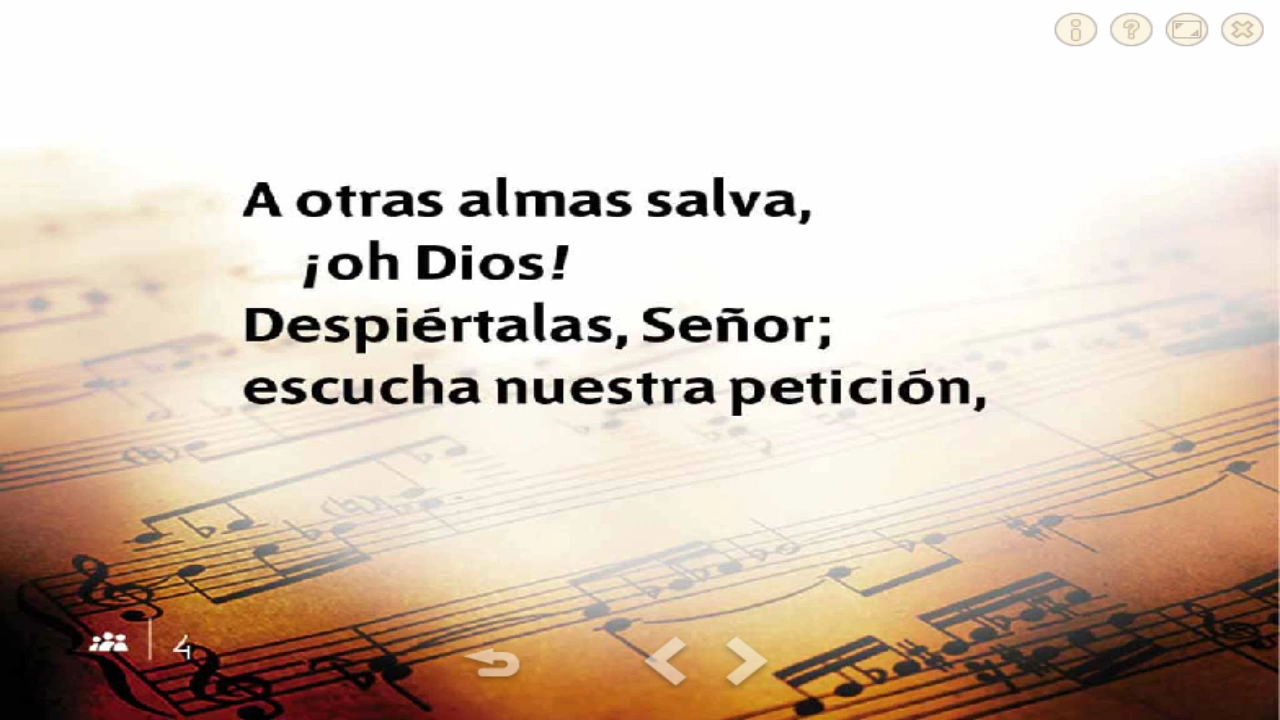 A otras almas salva,
¡oh Dios!
Despiértalas, Señor;
escucha nuestra petición,
4